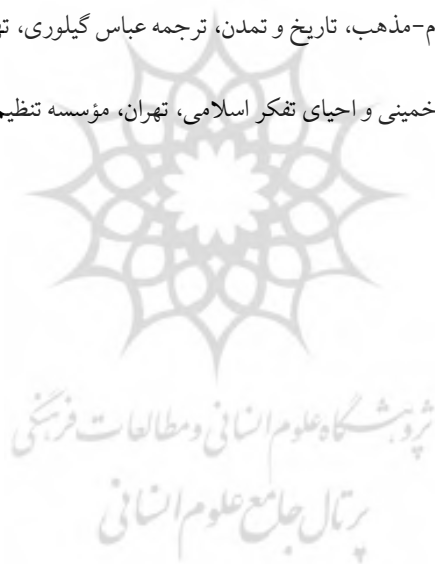 م-مذهب، تاریخ و تمدن، ترجمه عباس گیلوری، ته
خمینی و احیای تفکر اسلامی، تهران، مؤسسه تنظیم
پژوهشگاه علوم انسانی و مطالعات فرهنگی
پرتال جامع علوم انسانی